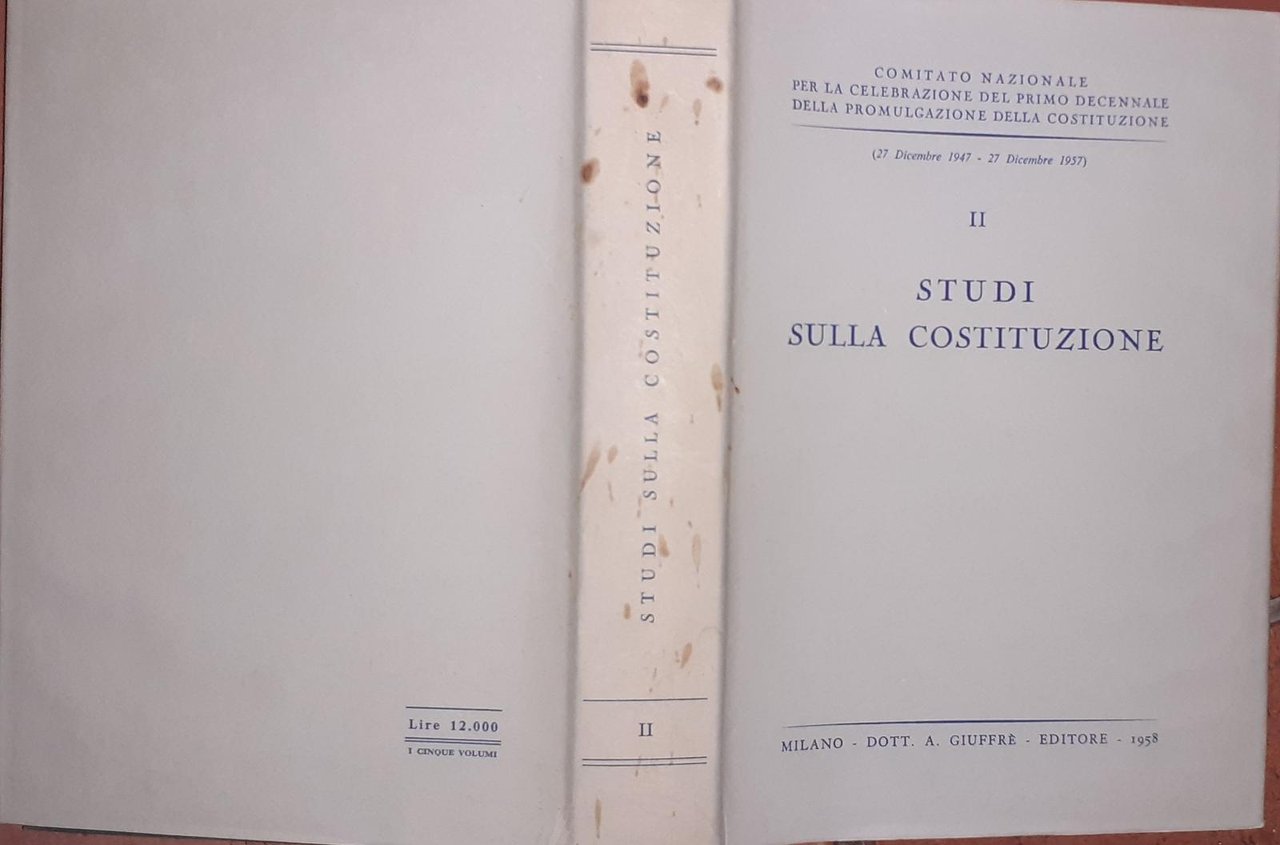 COMITATO NAZIONALE
PER LA CELEBRAZIONE DEL PRIMO DECENNALE
DELLA PROMULGAZIONE DELLA COSTITUZIONE
(27 Dicembre 1947 - 27 Dicembre 1957)
II
STUDI
SULLA COSTITUZIONE
MILANO - DOTT. A. GIUFFRÈ - EDITORE - 1958
STUDI SULLA COSTITUZIONE
II
Lire 12.000
I CINQUE VOLUMI